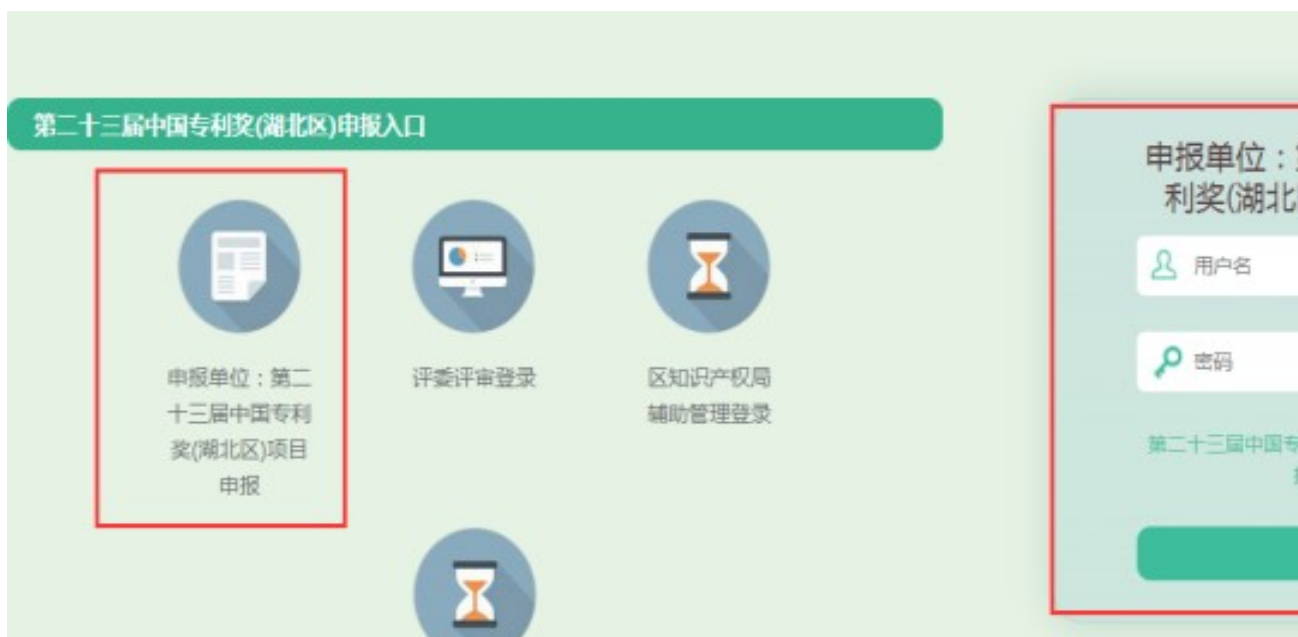 第二十三届中国专利奖(湖北区)申报入口
申报单位：第二
十三届中国专利
奖(湖北区)项目
申报
评委评审登录
区知识产权局
辅助管理登录
申报单位：
利奖(湖北
用户名
密码
第二十三届中国专